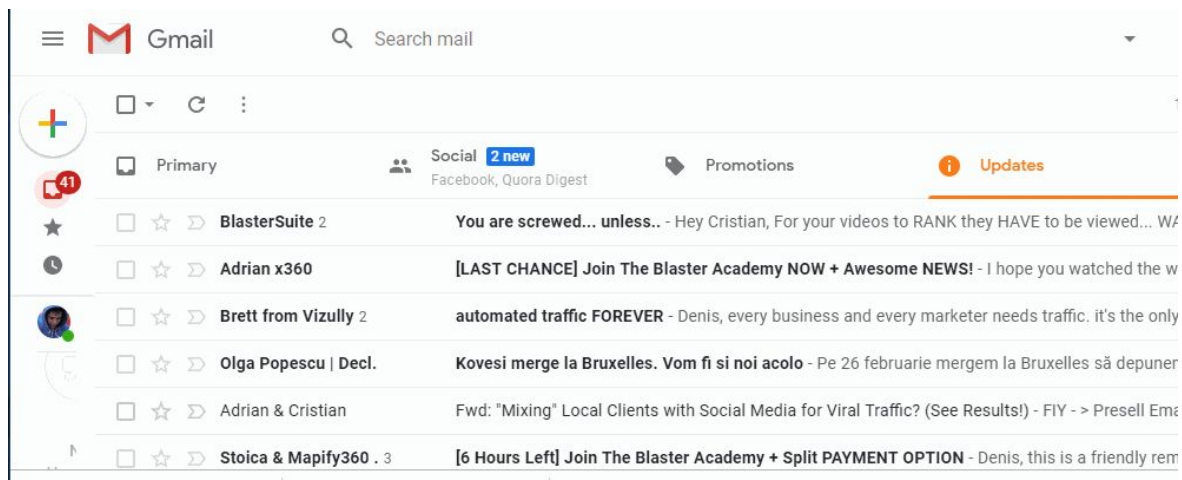 Gmail
Search mail
41
Primary
Social 2 new
Facebook, Quora Digest
Promotions
Updates
BlasterSuite 2 You are screwed... unless.. - Hey Cristian, For your videos to RANK they HAVE to be viewed... WA
Adrian x360 [LAST CHANCE] Join The Blaster Academy NOW + Awesome NEWS! - I hope you watched the w
Brett from Vizully 2 automated traffic FOREVER - Denis, every business and every marketer needs traffic. it's the only
Olga Popescu | Decl. Kovesi merge la Bruxelles. Vom fi si noi acolo - Pe 26 februarie mergem la Bruxelles să depuner
Adrian & Cristian Fwd: "Mixing" Local Clients with Social Media for Viral Traffic? (See Results!) - FIY - > Presell Ema
Stoica & Mapify360 . 3 [6 Hours Left] Join The Blaster Academy + Split PAYMENT OPTION - Denis, this is a friendly rem